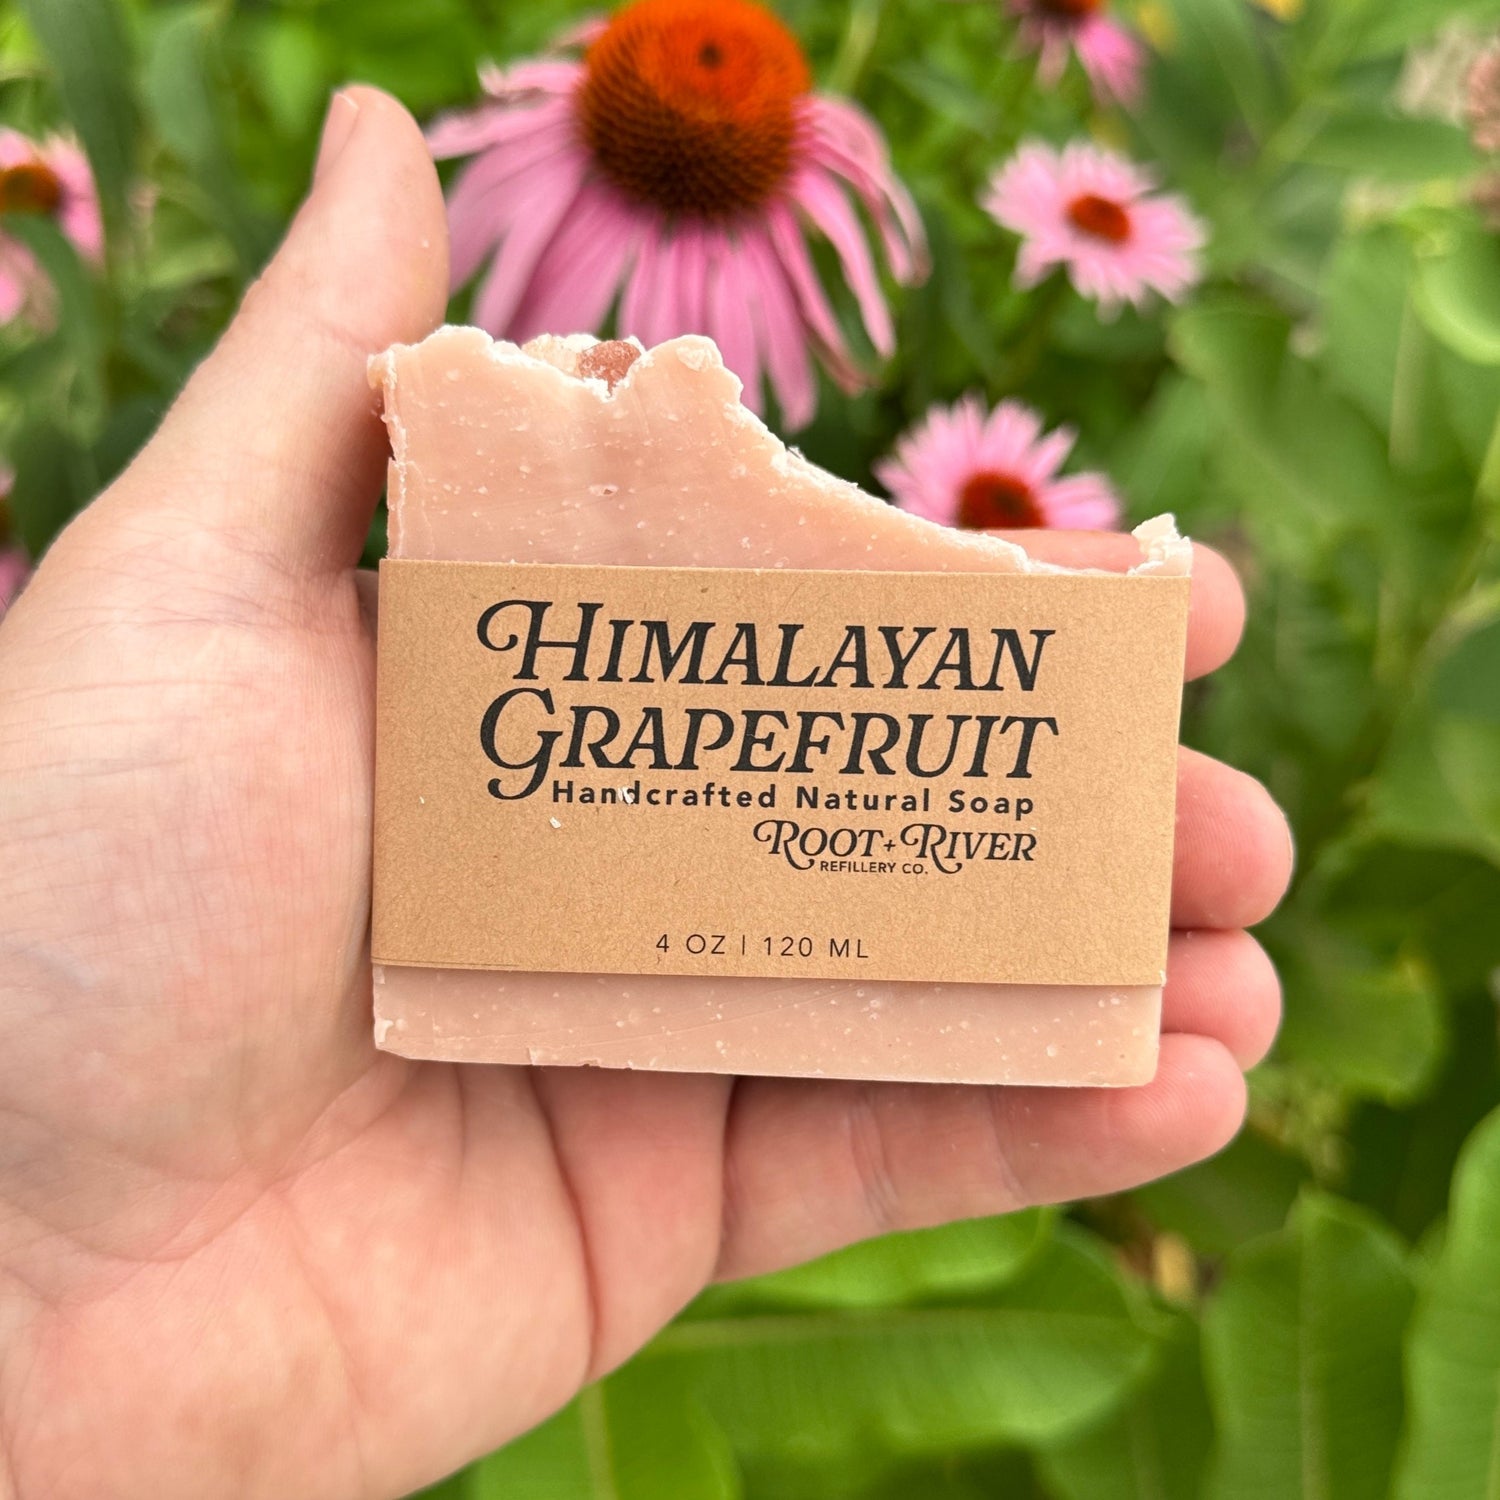 HIMALAYAN
GRAPEFRUIT
Handcrafted Natural Soap
ROOT + RIVER
REFILLERY CO.
4 OZ | 120 ML